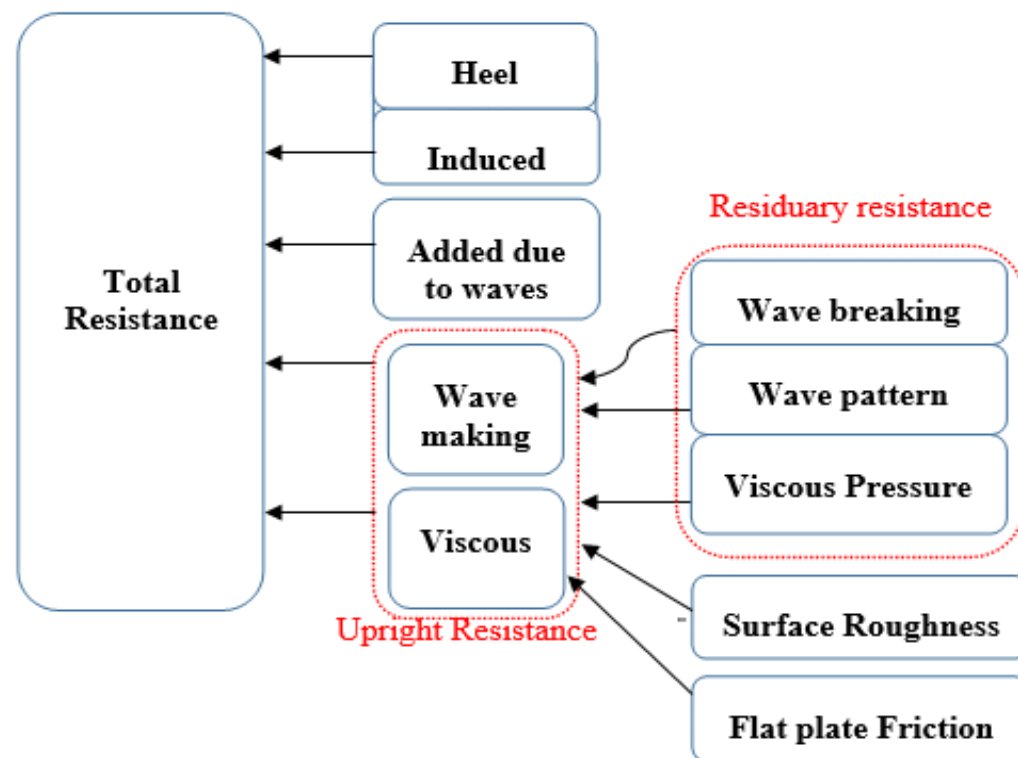 Total
Resistance
Heel
Induced
Added due
to waves
Wave
making
Viscous
Upright Resistance
Residuary resistance
Wave breaking
Wave pattern
Viscous Pressure
Surface Roughness
Flat plate Friction